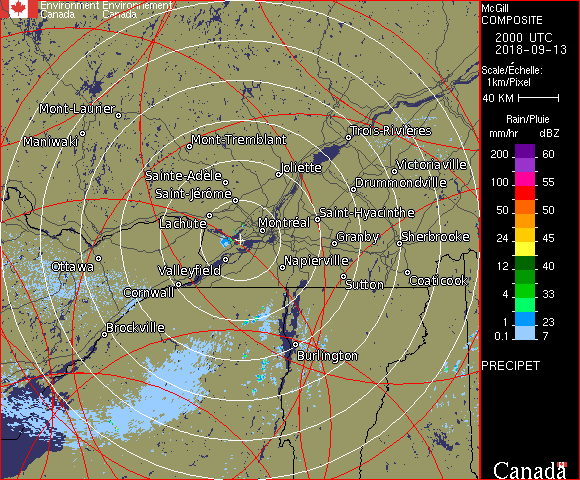 Environment Environnement
Canada Canada
McGill
COMPOSITE
2000 UTC
2018-09-13
Scale/Échelle:
1km/Pixel
40 KM
Rain/Pluie
mm/hr dBZ
200 60
155 57
100 55
50 50
24 45
12 40
4 33
1 23
0.1 7
PRECIPET
Mont-Laurier
Maniwaki
Mont-Tremblant
Trois-Rivières
Joliette
Victoriaville
Sainte-Adèle
Drummondville
Saint-Jérôme
Saint-Hyacinthe
Lachute
Montréal
Granby
Sherbrooke
Ottawa
Valleyfield
Napierville
Cornwall
Sutton
Coaticook
Brockville
Burlington
Canada